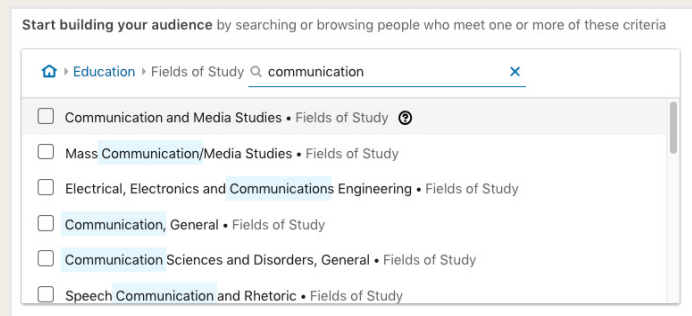 Start building your audience by searching or browsing people who meet one or more of these criteria
Education Fields of Study communication
Communication and Media Studies • Fields of Study
Mass Communication/Media Studies • Fields of Study
Electrical, Electronics and Communications Engineering • Fields of Study
Communication, General • Fields of Study
Communication Sciences and Disorders, General • Fields of Study
Speech Communication and Rhetoric • Fields of Study